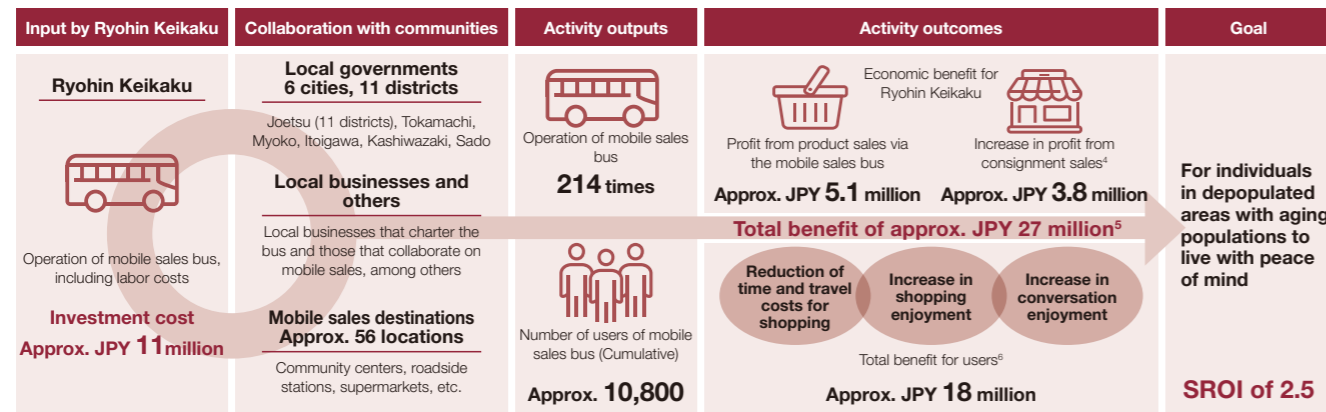 Input by Ryohin Keikaku
Collaboration with communities
Activity outputs
Activity outcomes
Goal
Ryohin Keikaku
Operation of mobile sales bus,
including labor costs
Investment cost
Approx. JPY 11 million
Local governments
6 cities, 11 districts
Joetsu (11 districts), Tokamachi,
Myoko, Itoigawa, Kashiwazaki, Sado
Local businesses and
others
Local businesses that charter the
bus and those that collaborate on
mobile sales, among others
Mobile sales destinations
Approx. 56 locations
Community centers, roadside
stations, supermarkets, etc.
Operation of mobile sales
bus
214 times
Number of users of mobile
sales bus (Cumulative)
Approx. 10,800
Economic benefit for
Ryohin Keikaku
Profit from product sales via
the mobile sales bus
Approx. JPY 5.1 million
Increase in profit from
consignment sales⁴
Approx. JPY 3.8 million
Total benefit of approx. JPY 27 million⁵
Reduction of
time and travel
costs for
shopping
Increase in
shopping
enjoyment
Increase in
conversation
enjoyment
Total benefit for users⁶
Approx. JPY 18 million
For individuals
in depopulated
areas with aging
populations to
live with peace
of mind
SROI of 2.5